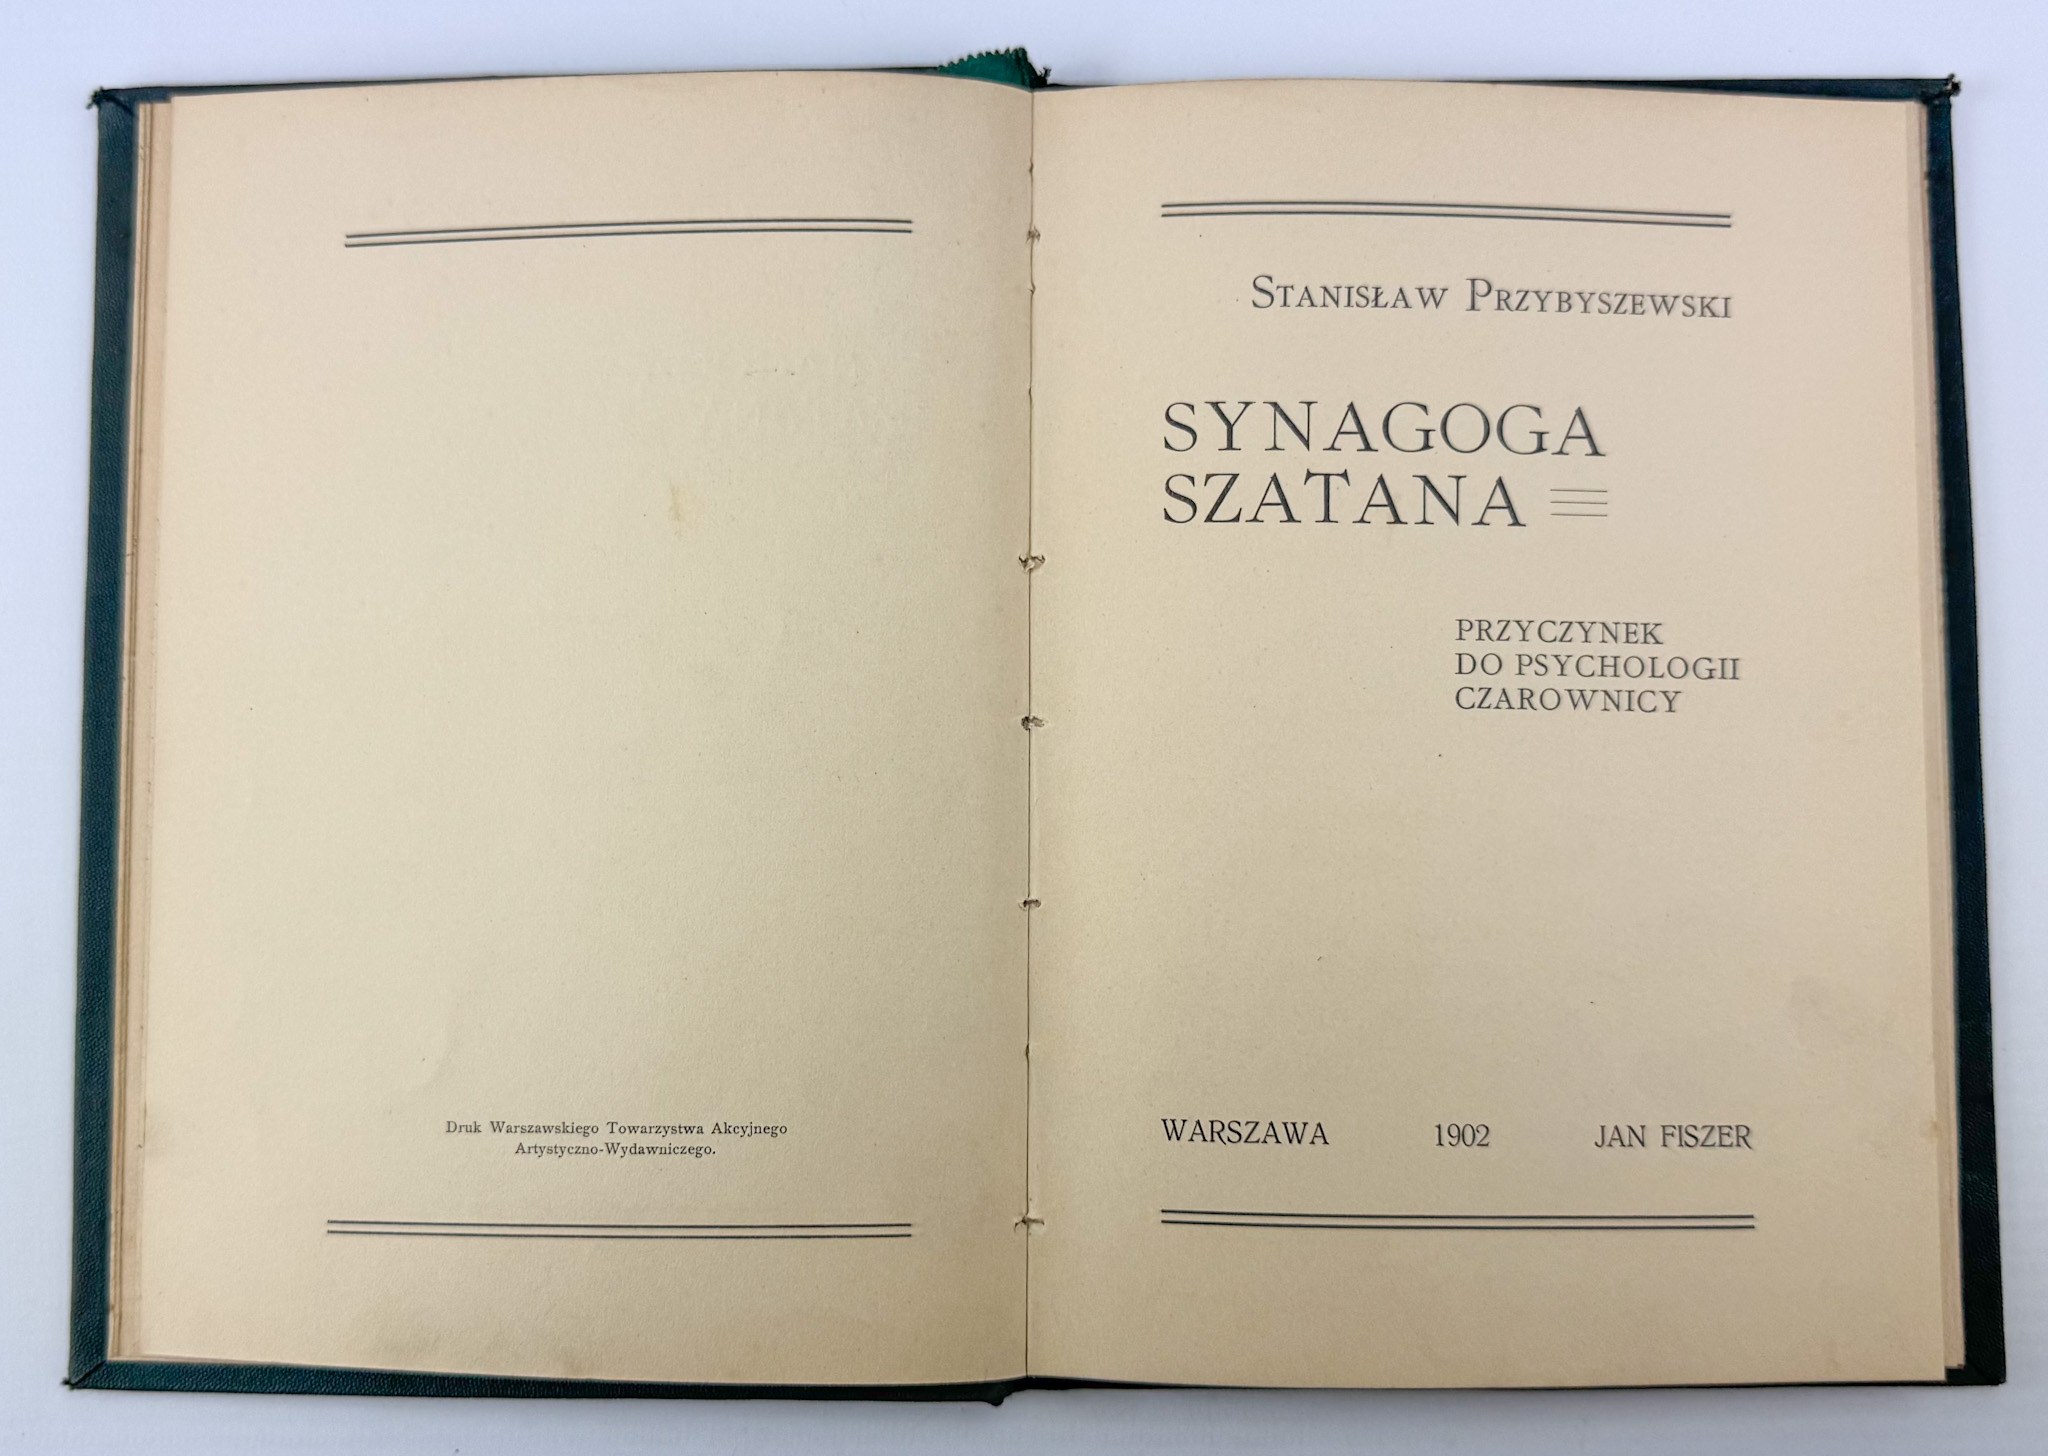 Druk Warszawskiego Towarzystwa Akcyjnego
Artystyczno-Wydawniczego.
Stanisław Przybyszewski
SYNAGOGA
SZATANA
PRZYCZYNEK
DO PSYCHOLOGII
CZAROWNICY
WARSZAWA 1902 JAN FISZER